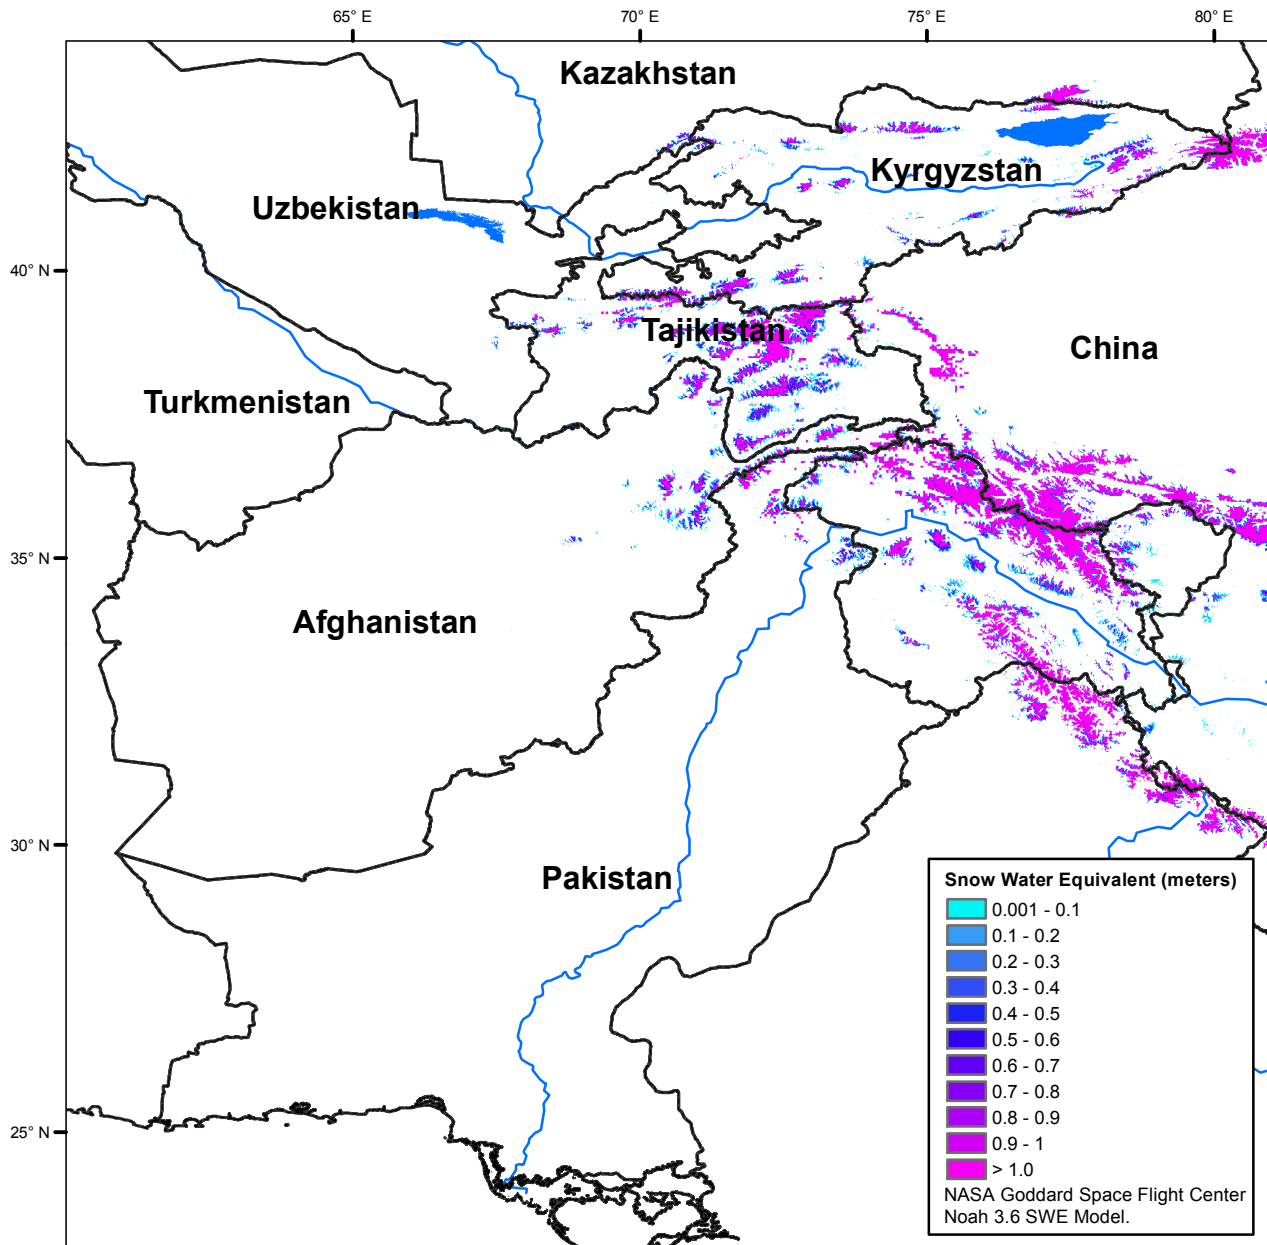 65° E
70° E
75° E
80° E
Kazakhstan
Kyrgyzstan
Uzbekistan
40° N
Tajikistan
China
Turkmenistan
35° N
Afghanistan
30° N
Pakistan
25° N
Snow Water Equivalent (meters)
0.001 - 0.1
0.1 - 0.2
0.2 - 0.3
0.3 - 0.4
0.4 - 0.5
0.5 - 0.6
0.6 - 0.7
0.7 - 0.8
0.8 - 0.9
0.9 - 1
> 1.0
NASA Goddard Space Flight Center
Noah 3.6 SWE Model.